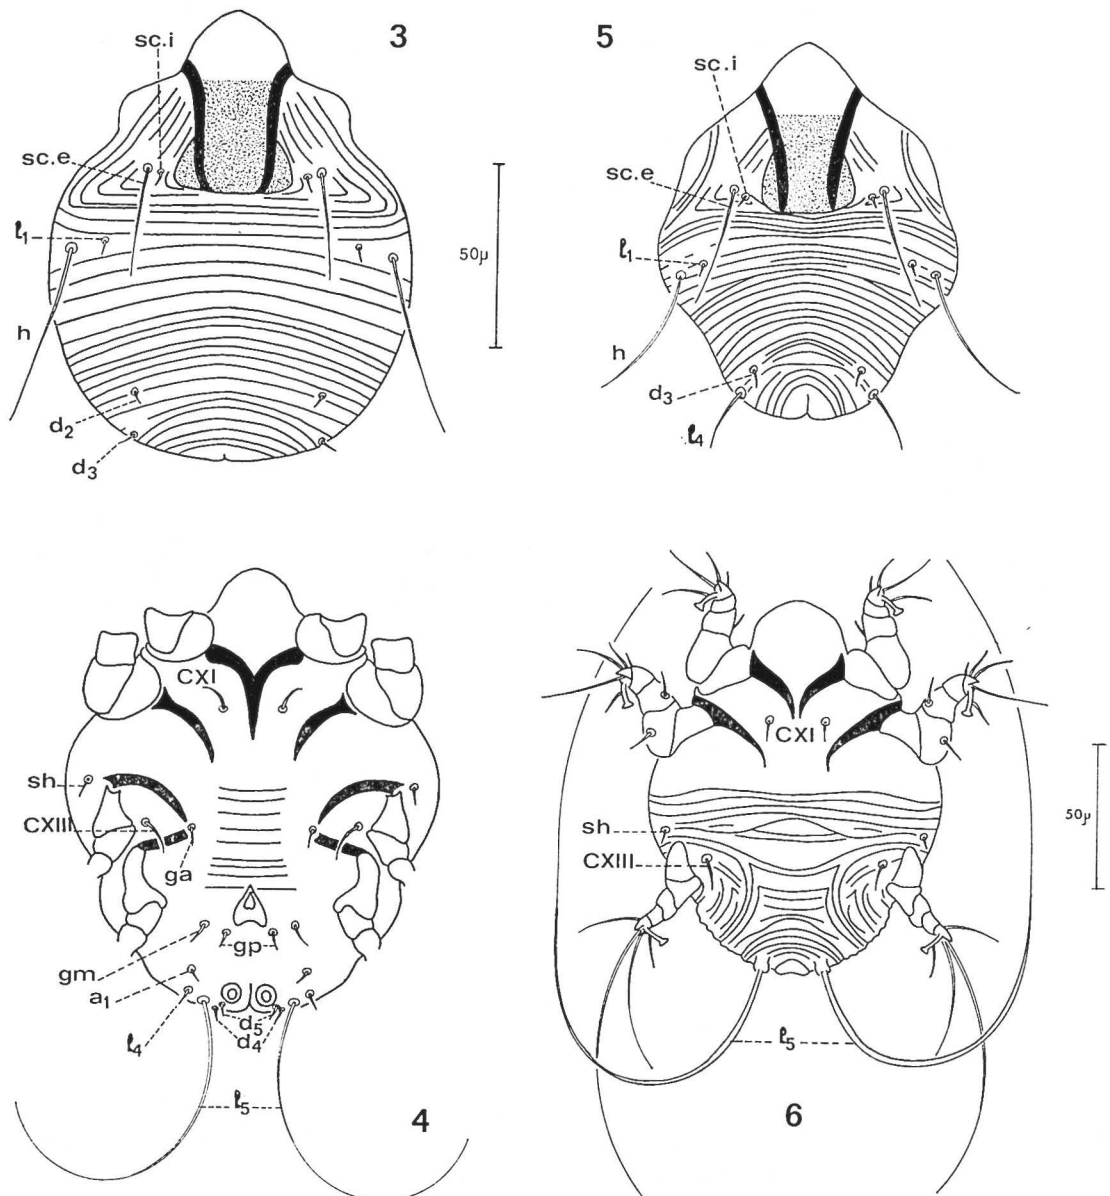 3
sc.i
sc.e
ℓ1
h
d2
d3
50µ
5
sc.i
sc.e
ℓ1
h
d3
ℓ4
CXI
sh
CXIII
ga
gm
gp
a1
ℓ4
d5
d4
ℓ5
4
CXI
sh
CXIII
50µ
ℓ5
6